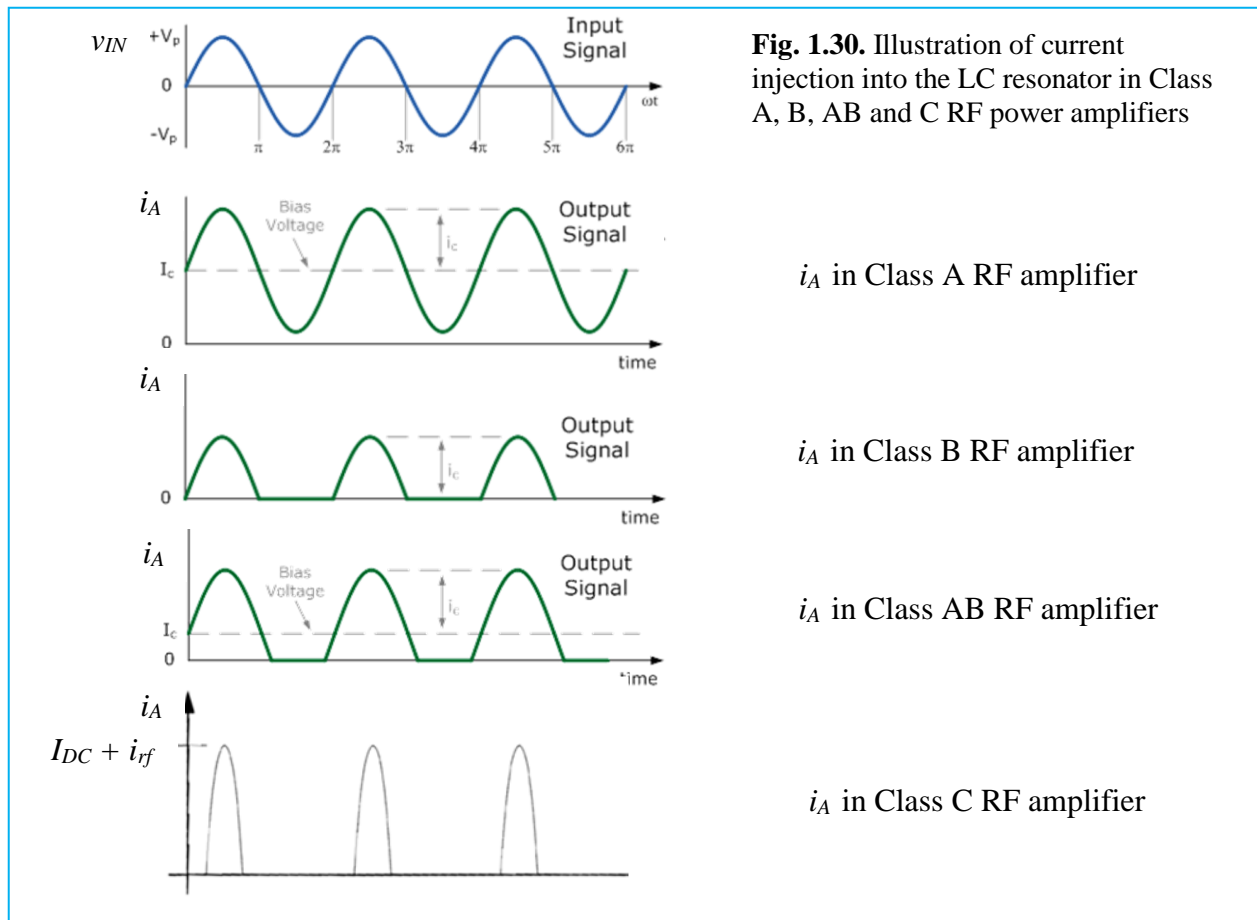 Fig. 1.30. Illustration of current
injection into the LC resonator in Class
A, B, AB and C RF power amplifiers
vIN
+Vp
0
-Vp
Input
Signal
ωt
π
2π
3π
4π
5π
6π
iA
Ic
0
Bias
Voltage
ic
Output
Signal
time
iA in Class A RF amplifier
iA
0
ic
Output
Signal
time
iA in Class B RF amplifier
iA
Ic
0
Bias
Voltage
ic
Output
Signal
time
iA in Class AB RF amplifier
iA
IDC + irf
iA in Class C RF amplifier